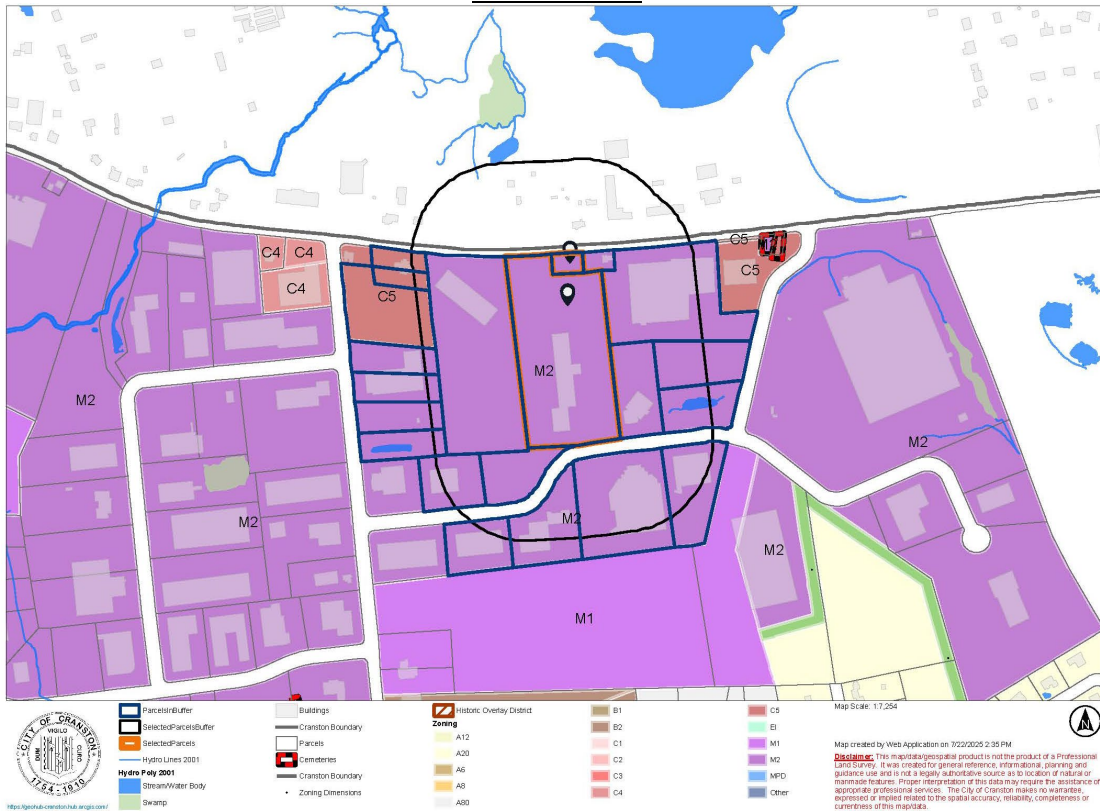 C4
C4
C4
C5
C5
C5
M2
M2
M2
M2
M2
M2
M1
CITY OF CRANSTON
VIGILO
DUM
CURO
1754-1910
https://geohub-cranston.hub.arcgis.com/
ParcelsInBuffer
SelectedParcelsBuffer
SelectedParcels
Hydro Lines 2001
Hydro Poly 2001
Stream/Water Body
Swamp
Buildings
Cranston Boundary
Parcels
Cemeteries
Cranston Boundary
Zoning Dimensions
Historic Overlay District
Zoning
A12
A20
A6
A8
A80
B1
B2
C1
C2
C3
C4
C5
EI
M1
M2
MPD
Other
Map Scale: 1:7,254
Map created by Web Application on 7/22/2025 2:35 PM
Disclaimer: This map/data/geospatial product is not the product of a Professional
Land Survey. It was created for general reference, informational, planning and
guidance use and is not a legally authoritative source as to location of natural or
manmade features. Proper interpretation of this data may require the assistance of
appropriate professional services. The City of Cranston makes no warrantee,
expressed or implied related to the spatial accuracy, reliability, completeness or
currentness of this map/data.